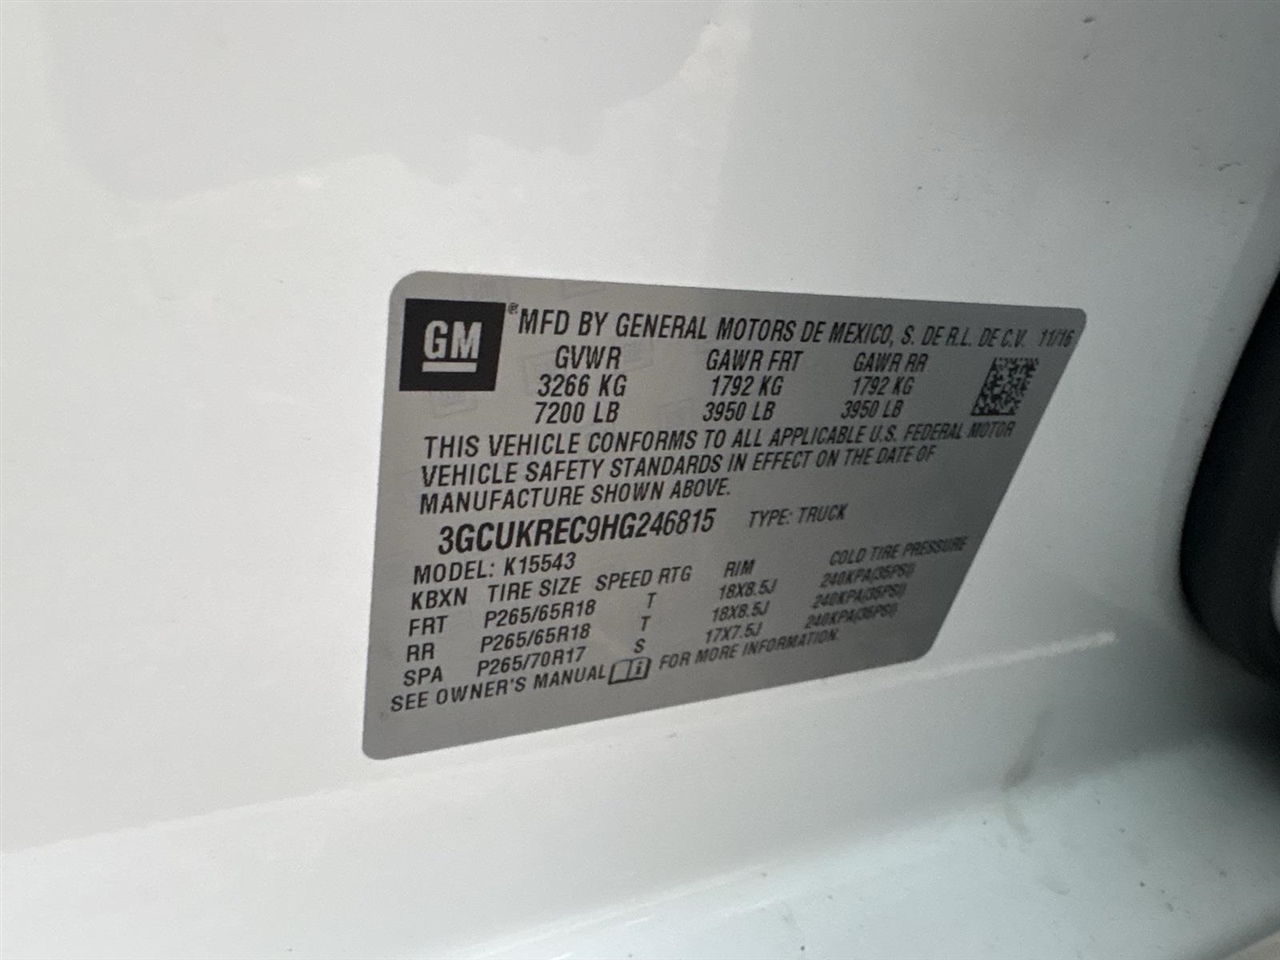 GM
® MFD BY GENERAL MOTORS DE MEXICO, S. DE R.L. DE C.V. 11/16
GVWR GAWR FRT GAWR RR
3266 KG 1792 KG 1792 KG
7200 LB 3950 LB 3950 LB
THIS VEHICLE CONFORMS TO ALL APPLICABLE U.S. FEDERAL MOTOR
VEHICLE SAFETY STANDARDS IN EFFECT ON THE DATE OF
MANUFACTURE SHOWN ABOVE.
3GCUKREC9HG246815 TYPE: TRUCK
MODEL: K15543
KBXN TIRE SIZE SPEED RTG RIM COLD TIRE PRESSURE
FRT P265/65R18 T 18X8.5J 240KPA(35PSI)
RR P265/65R18 T 18X8.5J 240KPA(35PSI)
SPA P265/70R17 S 17X7.5J 240KPA(35PSI)
SEE OWNER'S MANUAL FOR MORE INFORMATION.